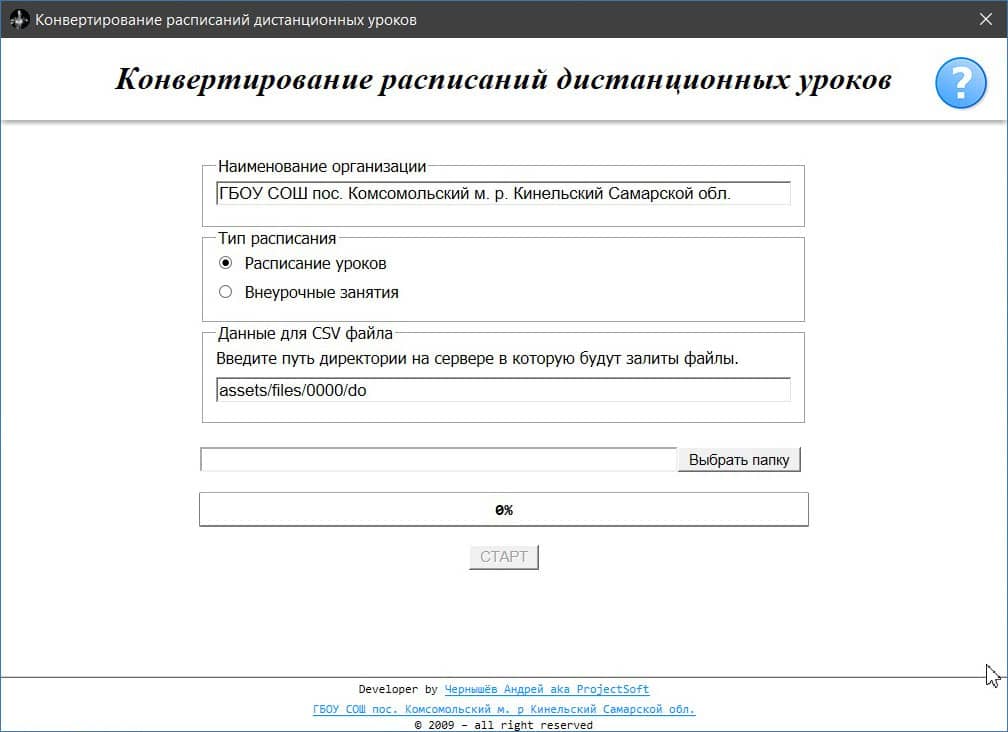 Конвертирование расписаний дистанционных уроков
Конвертирование расписаний дистанционных уроков
?
Наименование организации
ГБОУ СОШ пос. Комсомольский м. р. Кинельский Самарской обл.
Тип расписания
Расписание уроков
Внеурочные занятия
Данные для CSV файла
Введите путь директории на сервере в которую будут залиты файлы.
assets/files/0000/do
Выбрать папку
0%
СТАРТ
Developer by Чернышёв Андрей aka ProjectSoft
ГБОУ СОШ пос. Комсомольский м. р Кинельский Самарской обл.
© 2009 - all right reserved